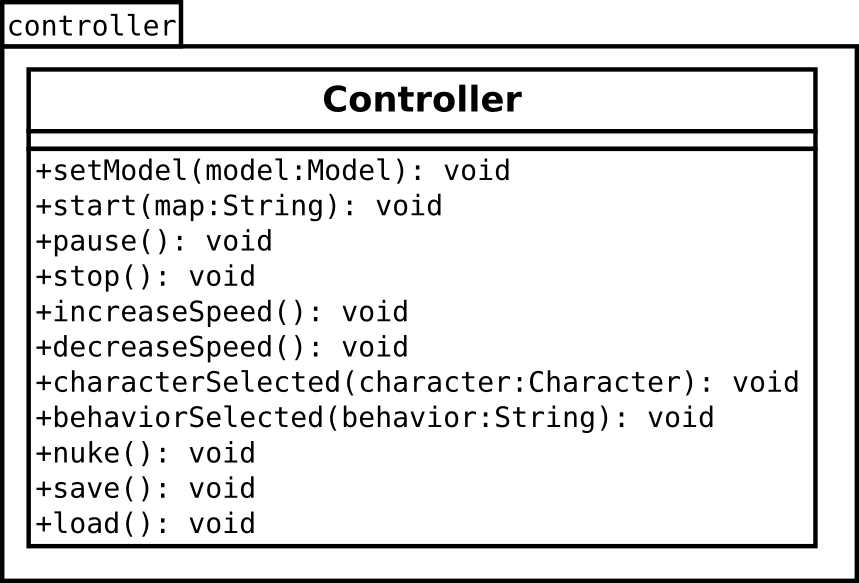 controller
Controller
+setModel(model:Model): void
+start(map:String): void
+pause(): void
+stop(): void
+increaseSpeed(): void
+decreaseSpeed(): void
+characterSelected(character:Character): void
+behaviorSelected(behavior:String): void
+nuke(): void
+save(): void
+load(): void